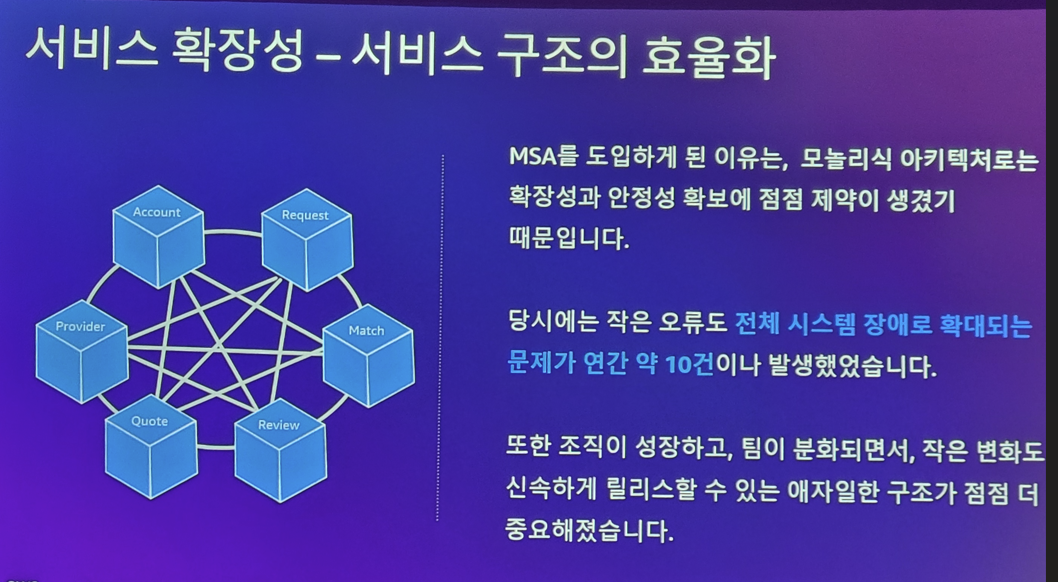 서비스 확장성 – 서비스 구조의 효율화
Account
Request
Provider
Match
Quote
Review
MSA를 도입하게 된 이유는, 모놀리식 아키텍처로는
확장성과 안정성 확보에 점점 제약이 생겼기
때문입니다.
당시에는 작은 오류도 전체 시스템 장애로 확대되는
문제가 연간 약 10건이나 발생했었습니다.
또한 조직이 성장하고, 팀이 분화되면서, 작은 변화도
신속하게 릴리스할 수 있는 애자일한 구조가 점점 더
중요해졌습니다.